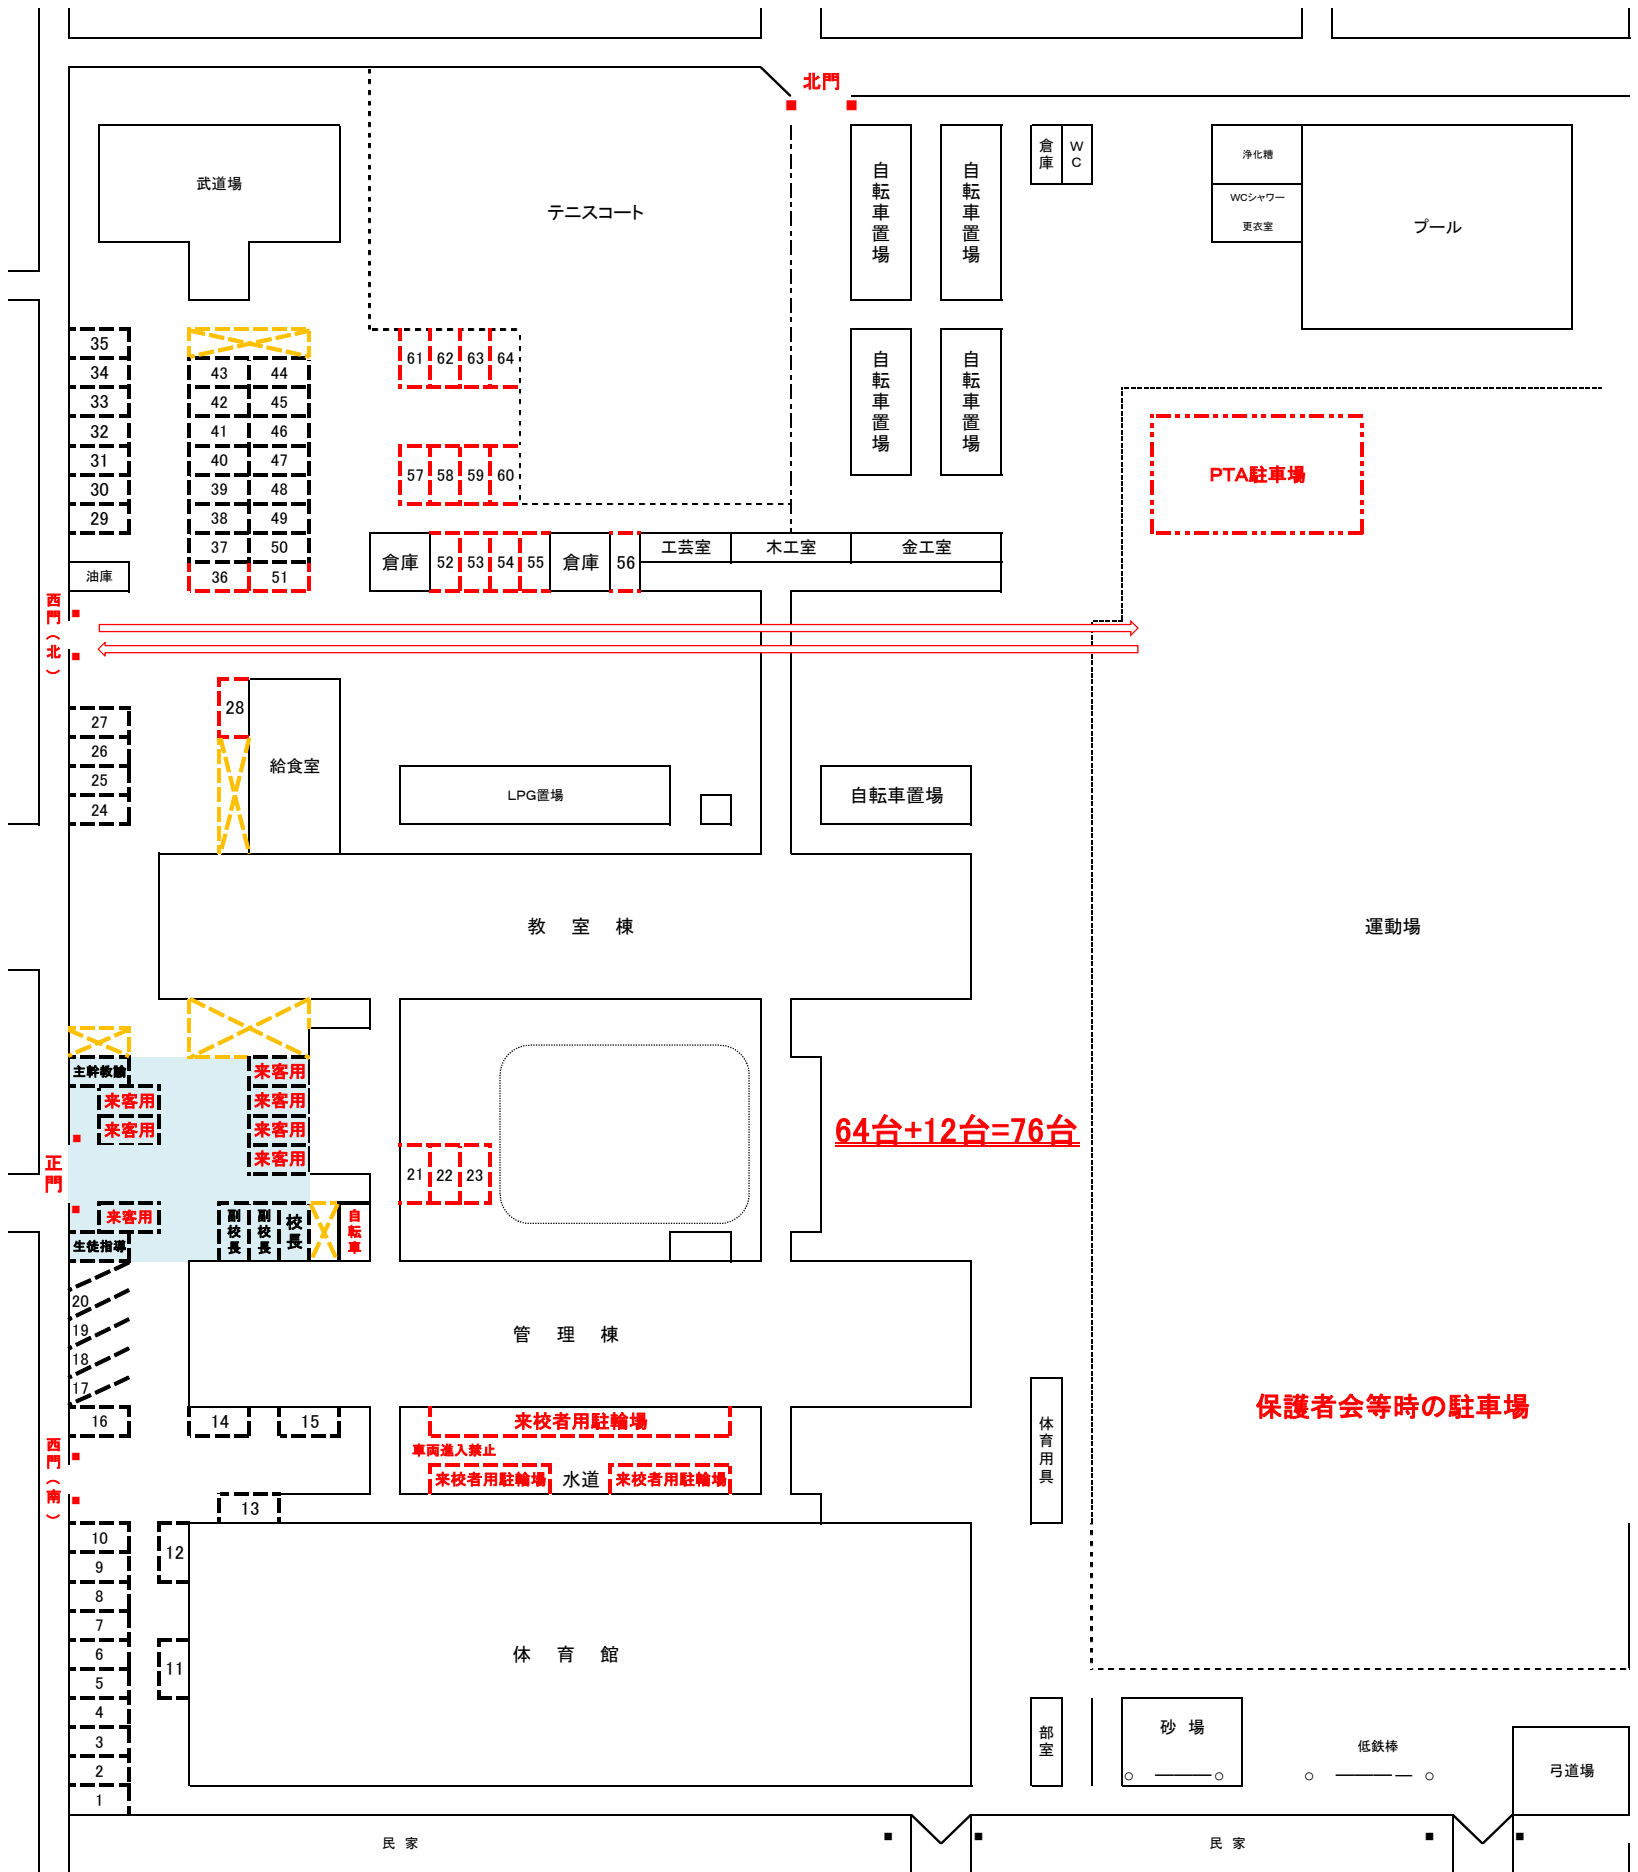 北門
武道場
テニスコート
自転車置場
自転車置場
倉庫
WC
浄化糟
WCシャワー
更衣室
プール
35
34
33
32
31
30
29
43
44
42
45
41
46
40
47
39
48
38
49
37
50
36
51
61
62
63
64
57
58
59
60
自転車置場
自転車置場
PTA駐車場
油庫
倉庫
52
53
54
55
倉庫
56
工芸室
木工室
金工室
西門(北)
28
27
26
25
24
給食室
LPG置場
自転車置場
教 室 棟
運動場
主幹教諭
来客用
来客用
来客用
来客用
来客用
来客用
正門
来客用
生徒指導
副校長
副校長
校長
自転車
21
22
23
64台+12台=76台
20
19
18
17
16
管 理 棟
14
15
来校者用駐輪場
車両進入禁止
来校者用駐輪場
水道
来校者用駐輪場
体育用具
保護者会等時の駐車場
西門(南)
13
10
9
8
7
6
5
4
3
2
1
12
11
体 育 館
部室
砂 場
低鉄棒
弓道場
民 家
民 家